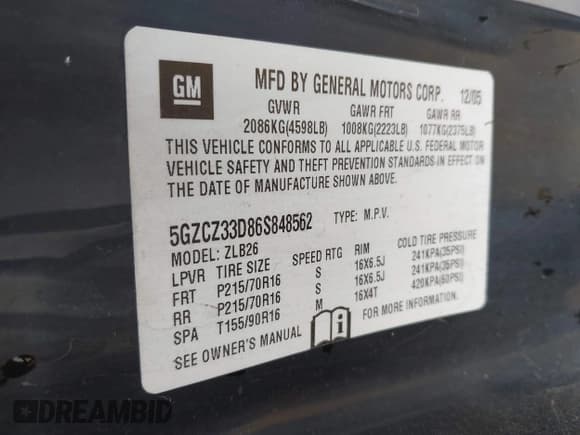 GM
MFD BY GENERAL MOTORS CORP. 12/05
GVWR GAWR FRT GAWR RR
2086KG(4598LB) 1008KG(2223LB) 1077KG(2375LB)
THIS VEHICLE CONFORMS TO ALL APPLICABLE U.S. FEDERAL MOTOR
VEHICLE SAFETY AND THEFT PREVENTION STANDARDS IN EFFECT ON
THE DATE OF MANUFACTURE SHOWN ABOVE.
5GZCZ33D86S848562 TYPE: M.P.V.
MODEL: ZLB26
LPVR TIRE SIZE SPEED RTG RIM COLD TIRE PRESSURE
FRT P215/70R16 S 16X6.5J 241KPA(35PSI)
RR P215/70R16 S 16X6.5J 241KPA(35PSI)
SPA T155/90R16 M 16X4T 420KPA(60PSI)
SEE OWNER'S MANUAL FOR MORE INFORMATION.
DREAMBID